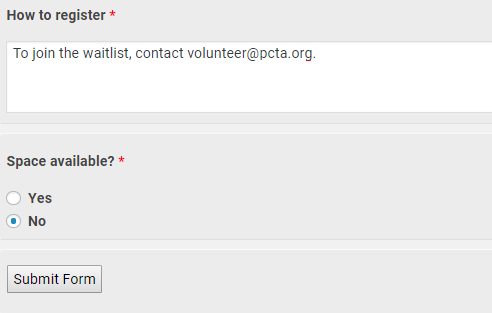 How to register *
To join the waitlist, contact volunteer@pcta.org.
Space available? *
Yes
No
Submit Form